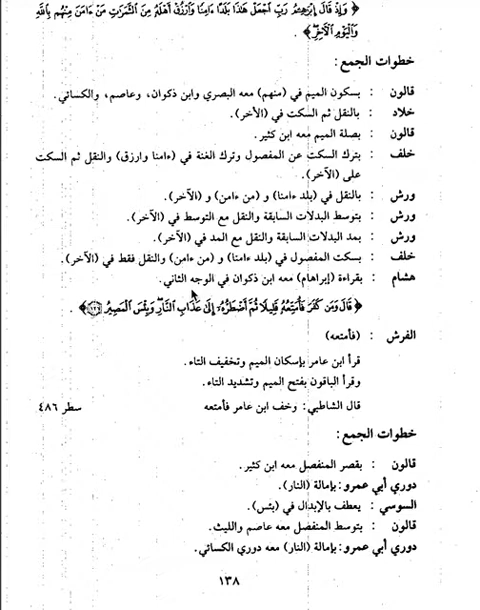 ﴿ وَإِذْ قَالَ إِبْرَٰهِـۧمُ رَبِّ ٱجْعَلْ هَٰذَا بَلَدًا ءَامِنًا وَٱرْزُقْ أَهْلَهُۥ مِنَ ٱلثَّمَرَٰتِ مَنْ ءَامَنَ مِنْهُم بِٱللَّهِ
وَٱلْيَوْمِ ٱلْءَاخِرِ ﴾.
خطوات الجمع:
قالون : بسكون الميم في (منهم) معه البصري وابن ذكوان، وعاصم، والكسائي.
خلاد : بالنقل ثم السكت في (الأخر).
قالون : بصلة الميم معه ابن كثير.
خلف : بترك السكت عن المفصول وترك الغنة في (ءامنا وارزق) والنقل ثم السكت
على (الآخر).
ورش : بالنقل في (بلد ءامنا) و (من ءامن) و (الآخر).
ورش : بتوسط البدلات السابقة والنقل مع التوسط في (الآخر).
ورش : بمد البدلات السابقة والنقل مع المد في (الآخر).
خلف : بسكت المفصول في (بلد ءامنا) و (من ءامن) والنقل فقط في (الآخر).
هشام : بقراءة (إبراهام) معه ابن ذكوان في الوجه الثاني.
﴿ قَالَ وَمَن كَفَرَ فَأُمَتِّعُهُۥ قَلِيلًا ثُمَّ أَضْطَرُّهُۥٓ إِلَىٰ عَذَابِ ٱلنَّارِ وَبِئْسَ ٱلْمَصِيرُ ١٢٦ ﴾.
الفرش : (فأمتعه)
قرأ ابن عامر بإسكان الميم وتخفيف التاء.
وقرأ الباقون بفتح الميم وتشديد التاء.
قال الشاطبي: وخف ابن عامر فأمتعه سطر ٤٨٦
خطوات الجمع:
قالون : بقصر المنفصل معه ابن كثير.
دوري أبي عمرو: بإمالة (النار).
السوسي : يعطف بالإبدال في (بئس).
قالون : بتوسط المنفصل معه عاصم والليث.
دوري أبي عمرو: بإمالة (النار) معه دوري الكسائي.
١٣٨